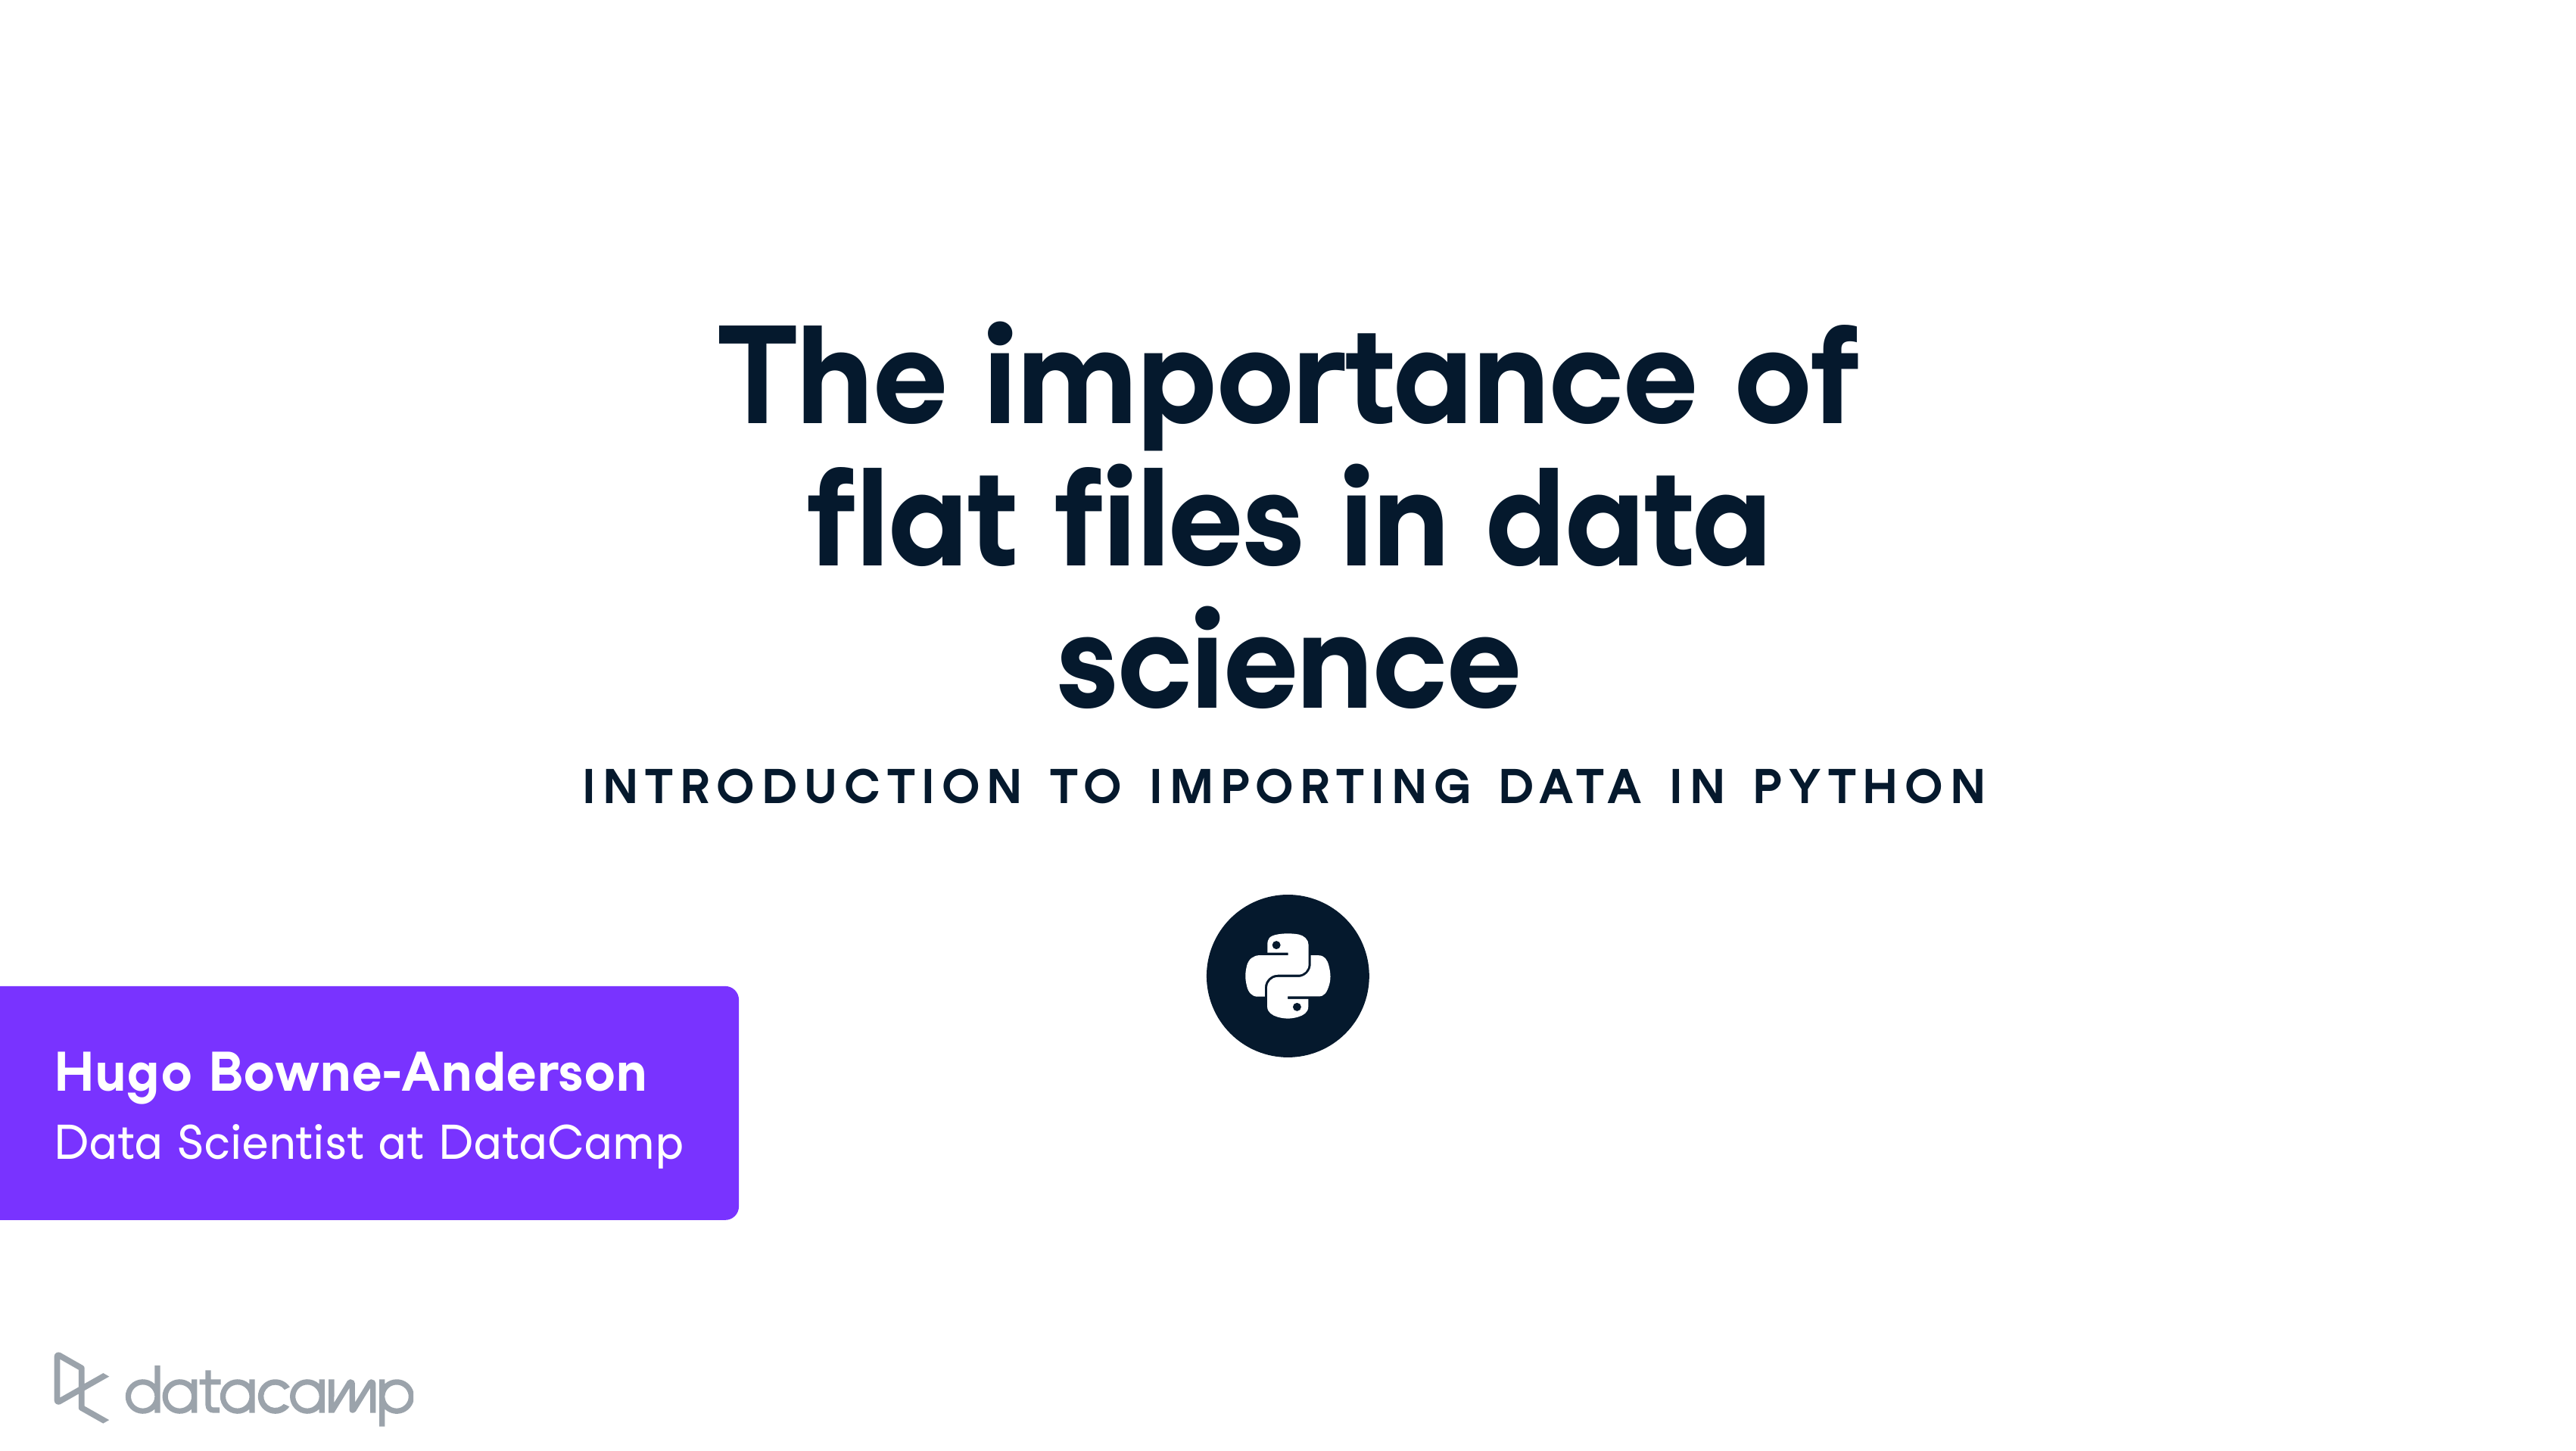 The importance of
flat files in data
science
INTRODUCTION TO IMPORTING DATA IN PYTHON
Hugo Bowne-Anderson
Data Scientist at DataCamp
datacamp